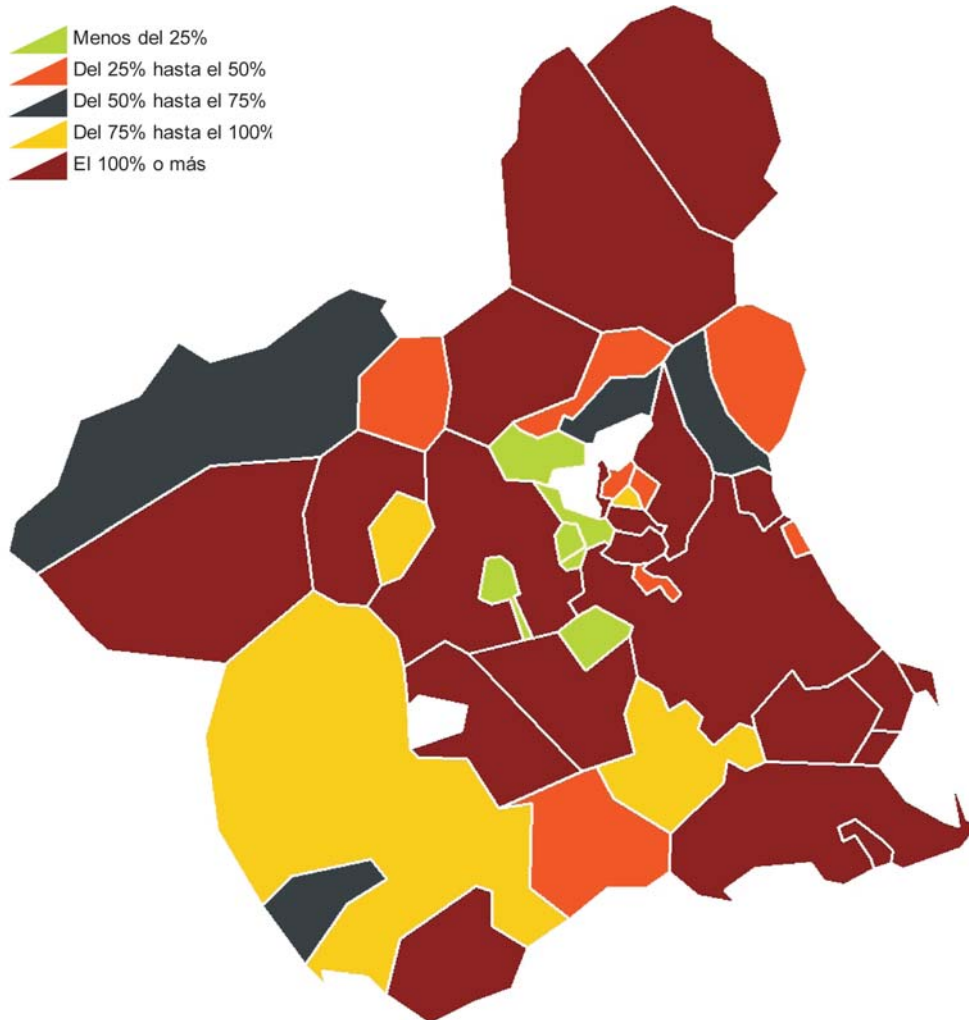 Menos del 25%
Del 25% hasta el 50%
Del 50% hasta el 75%
Del 75% hasta el 100%
El 100% o más